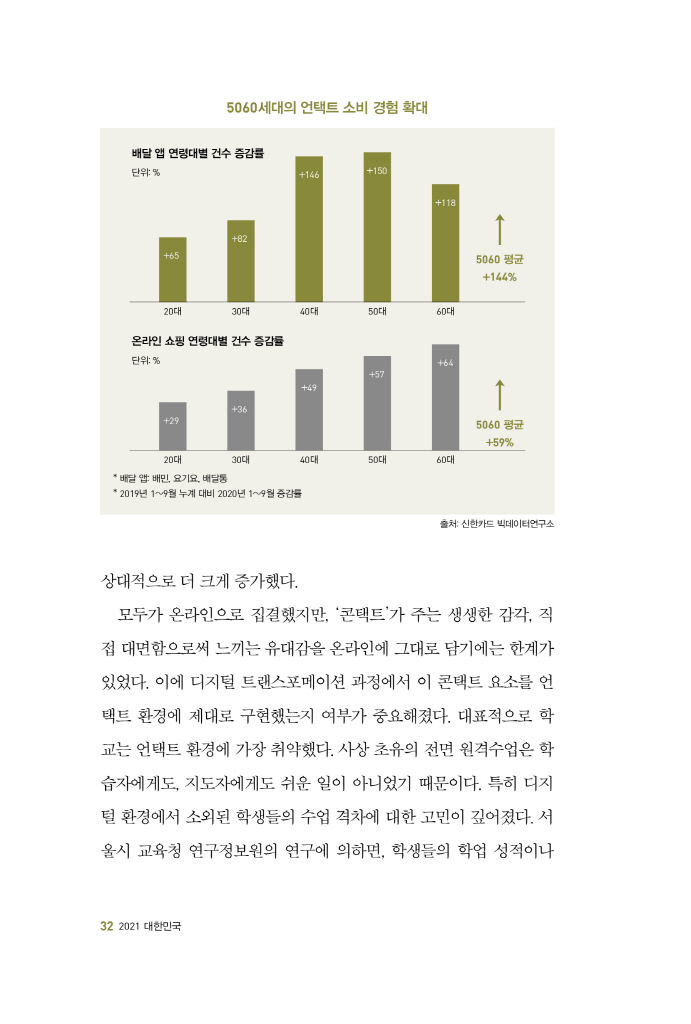 5060세대의 언택트 소비 경험 확대
배달 앱 연령대별 건수 증감률
단위: %
+65
+82
+146
+150
+118
5060 평균
+144%
20대 30대 40대 50대 60대
온라인 쇼핑 연령대별 건수 증감률
단위: %
+29
+36
+49
+57
+64
5060 평균
+59%
20대 30대 40대 50대 60대
* 배달 앱: 배민, 요기요, 배달통
* 2019년 1~9월 누계 대비 2020년 1~9월 증감률
출처: 신한카드 빅데이터연구소
상대적으로 더 크게 증가했다.
모두가 온라인으로 집결했지만, ‘콘택트’가 주는 생생한 감각, 직
접 대면함으로써 느끼는 유대감을 온라인에 그대로 담기에는 한계가
있었다. 이에 디지털 트랜스포메이션 과정에서 이 콘택트 요소를 언
택트 환경에 제대로 구현했는지 여부가 중요해졌다. 대표적으로 학
교는 언택트 환경에 가장 취약했다. 사상 초유의 전면 원격수업은 학
습자에게도, 지도자에게도 쉬운 일이 아니었기 때문이다. 특히 디지
털 환경에서 소외된 학생들의 수업 격차에 대한 고민이 깊어졌다. 서
울시 교육청 연구정보원의 연구에 의하면, 학생들의 학업 성적이나
32 2021 대한민국